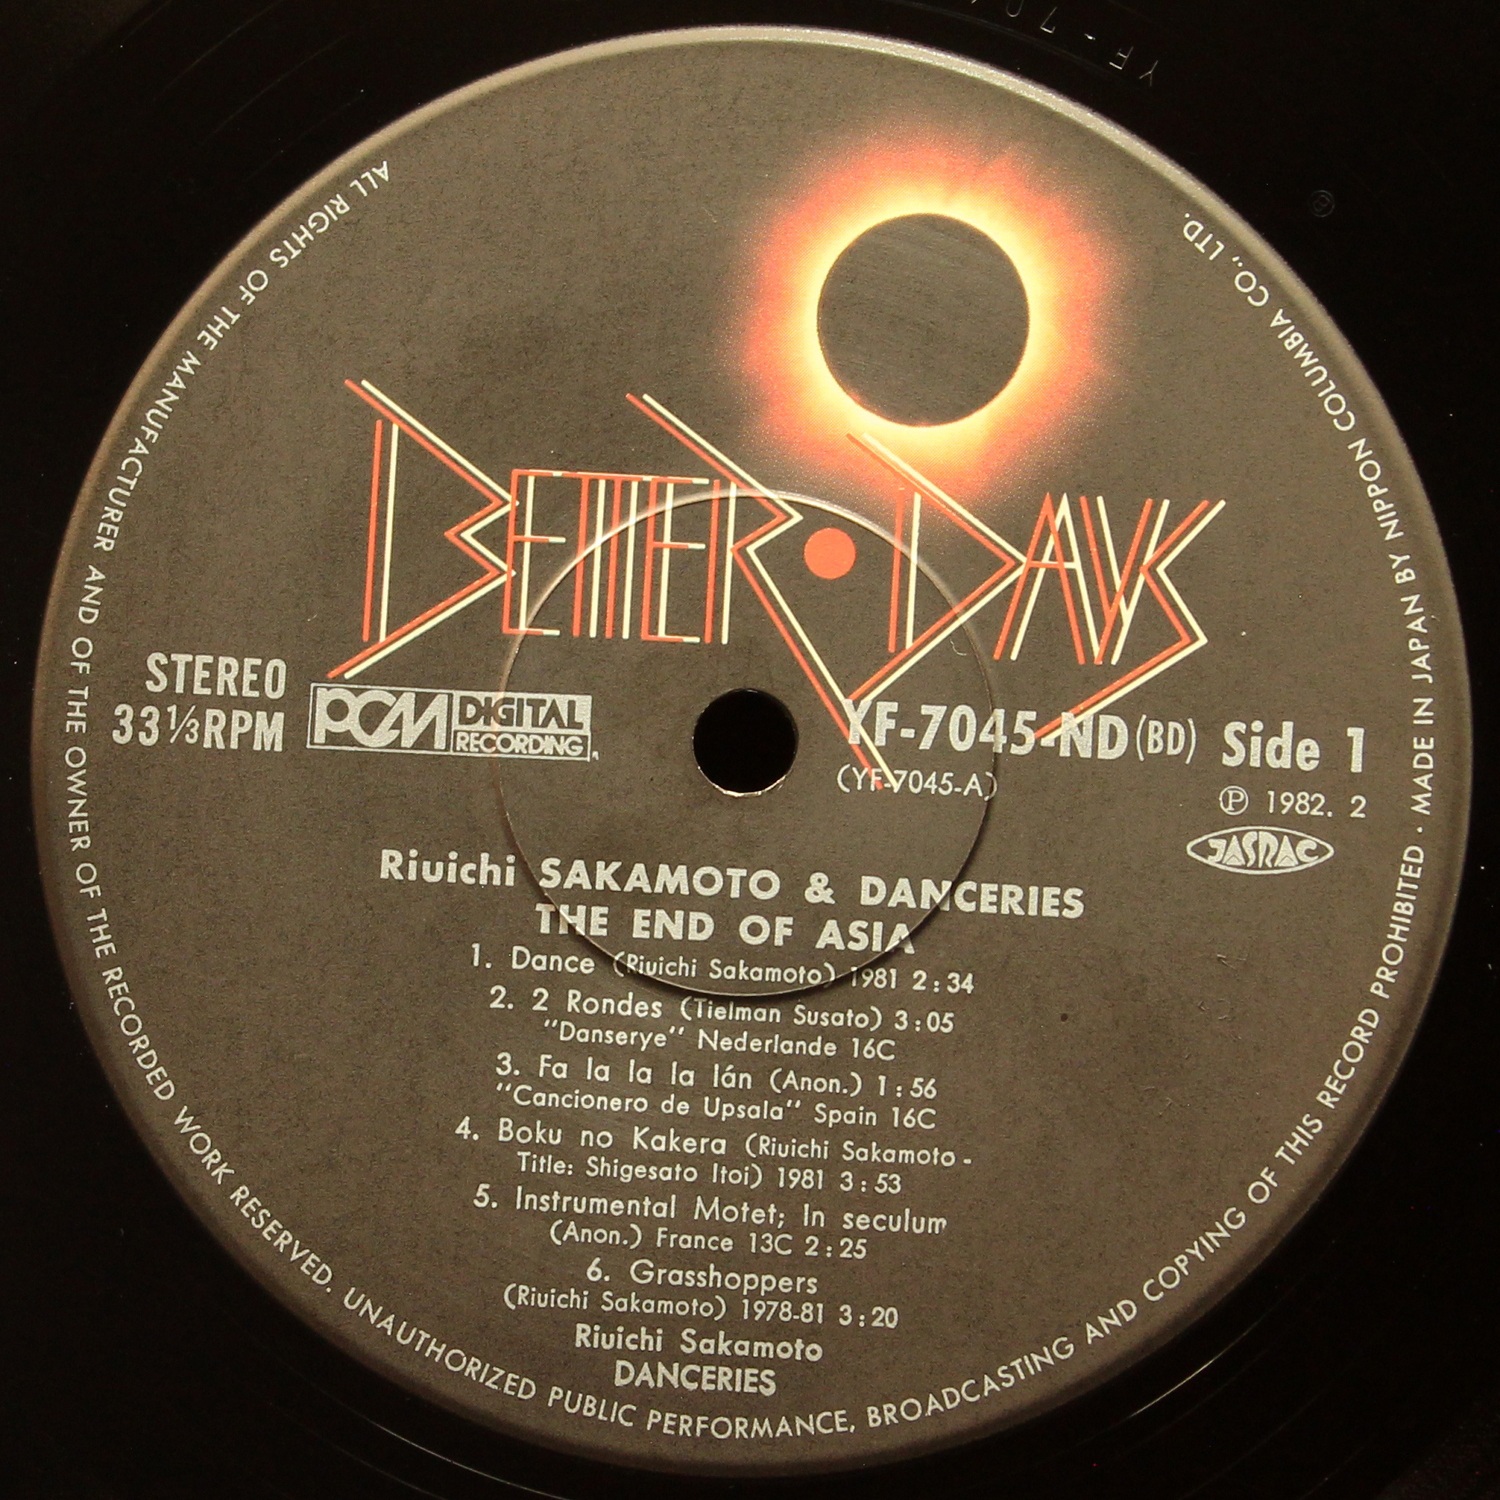 BETTER • DAYS
STEREO
33⅓RPM
PCM DIGITAL
RECORDING
YF-7045-ND(BD)
(YF-7045-A)
Side 1
Ⓟ 1982. 2
JASRAC
Riuichi SAKAMOTO & DANCERIES
THE END OF ASIA
1. Dance (Riuichi Sakamoto) 1981 2:34
2. 2 Rondes (Tielman Susato) 3:05
"Danserye" Nederlande 16C
3. Fa la la la lán (Anon.) 1:56
"Cancionero de Upsala" Spain 16C
4. Boku no Kakera (Riuichi Sakamoto -
Title: Shigesato Itoi) 1981 3:53
5. Instrumental Motet; In seculum
(Anon.) France 13C 2:25
6. Grasshoppers
(Riuichi Sakamoto) 1978-81 3:20
Riuichi Sakamoto
DANCERIES
ALL RIGHTS OF THE MANUFACTURER AND OF THE OWNER OF THE RECORDED WORK RESERVED. UNAUTHORIZED PUBLIC PERFORMANCE, BROADCASTING AND COPYING OF THIS RECORD PROHIBITED · MADE IN JAPAN BY NIPPON COLUMBIA CO., LTD.